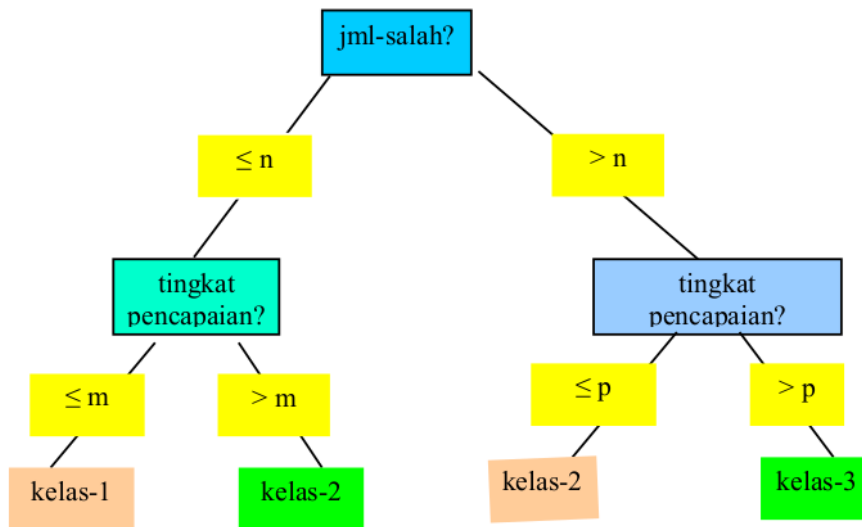 jml-salah?
≤ n
> n
tingkat
pencapaian?
tingkat
pencapaian?
≤ m
> m
≤ p
> p
kelas-1
kelas-2
kelas-2
kelas-3